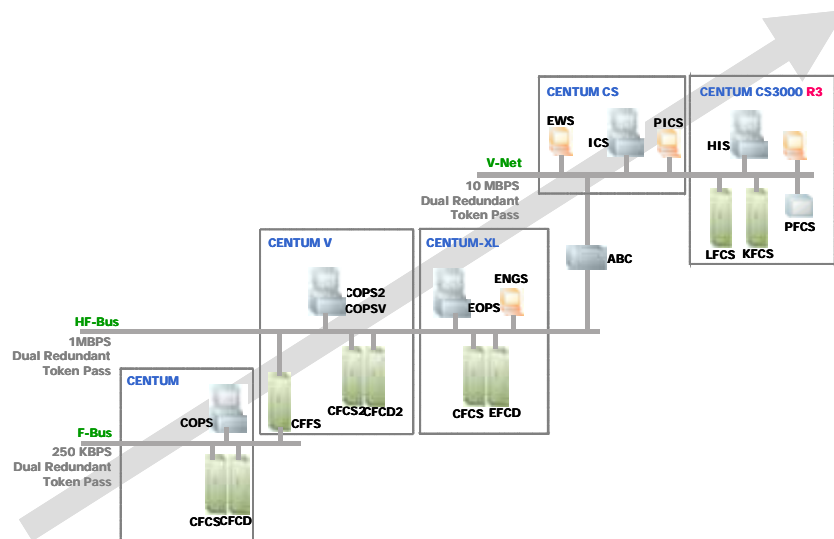 CENTUM CS
CENTUM CS3000 R3
EWS
PICS
ICS
HIS
V-Net
10 MBPS
Dual Redundant
Token Pass
PFCS
LFCS
KFCS
CENTUM V
CENTUM-XL
ABC
ENGS
COPS2
COPSV
EOPS
HF-Bus
1MBPS
Dual Redundant
Token Pass
CENTUM
CFCS2
CFCD2
CFCS
EFCD
COPS
CFFS
F-Bus
250 KBPS
Dual Redundant
Token Pass
CFCS
CFCD